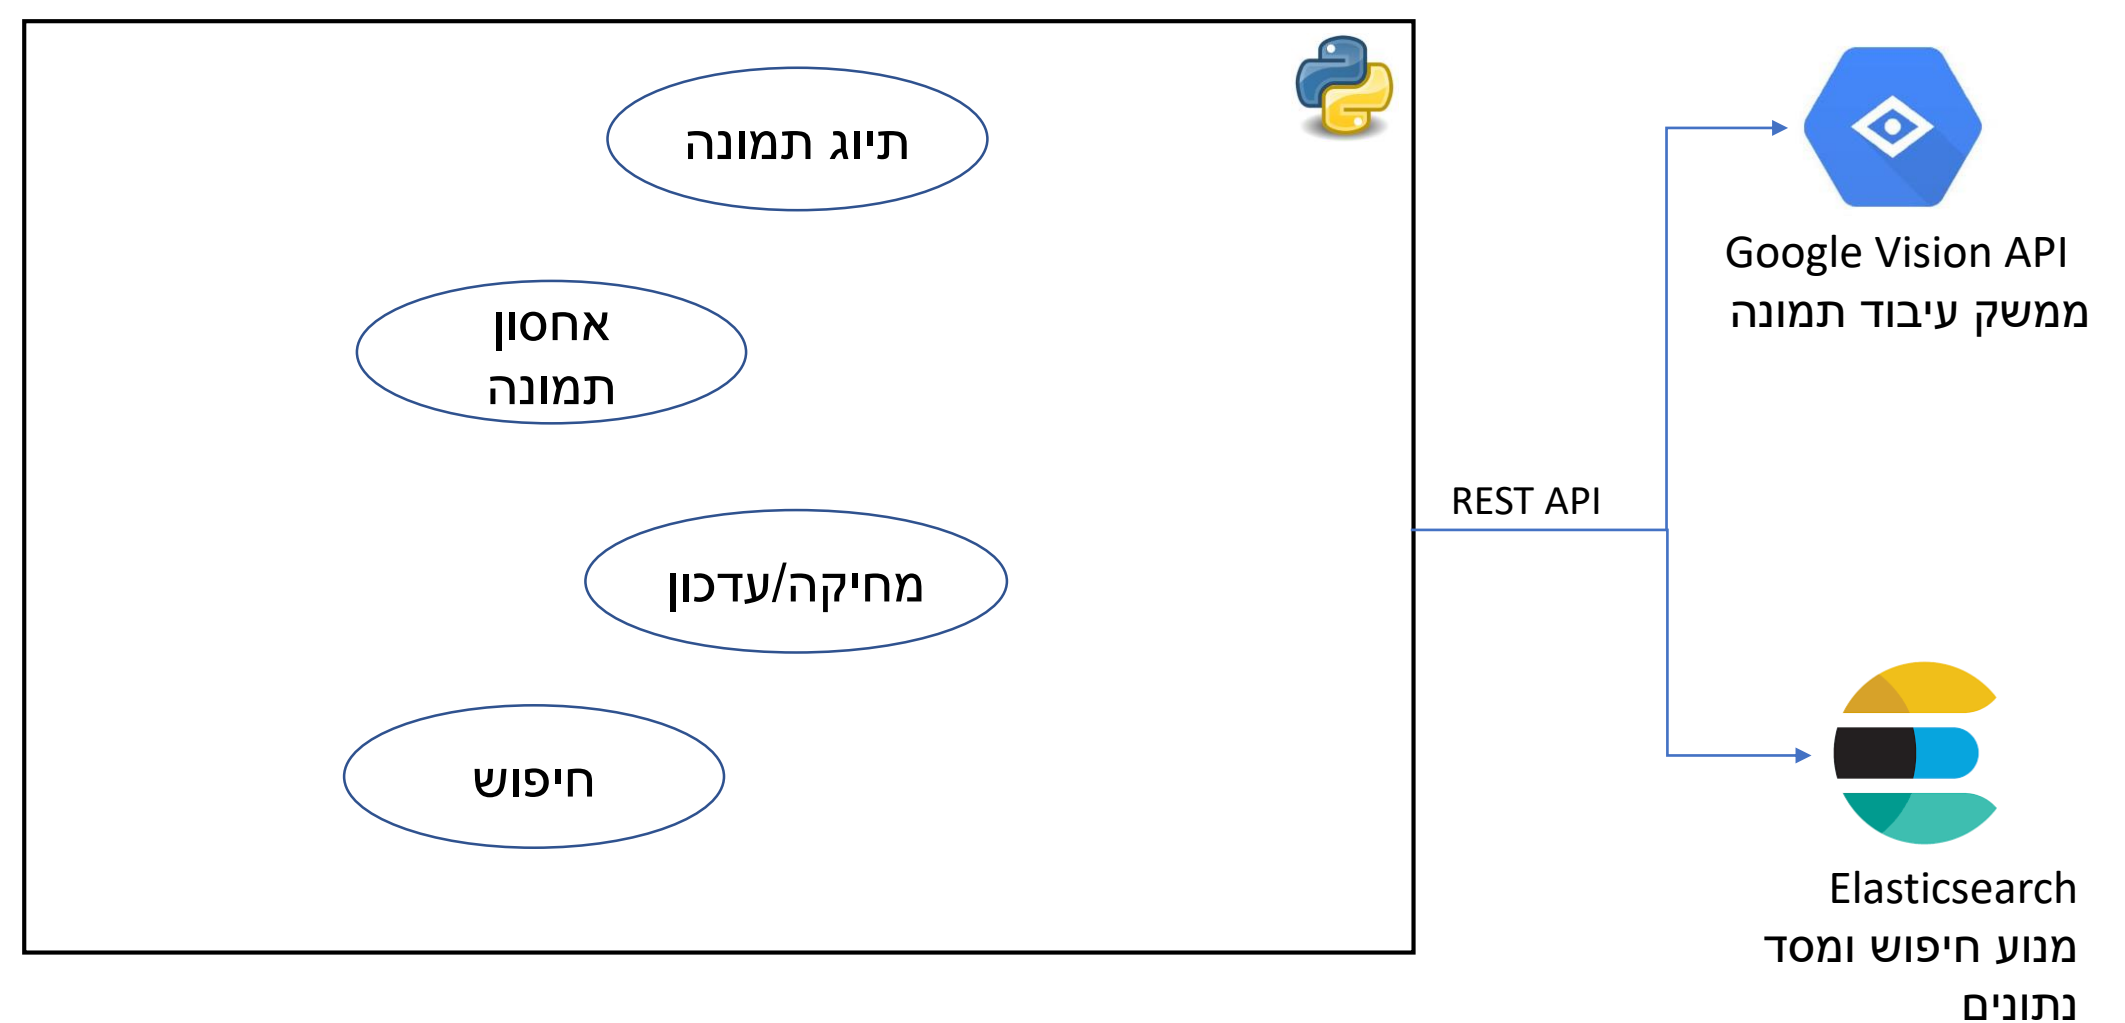 תיוג תמונה
אחסון
תמונה
מחיקה/עדכון
חיפוש
REST API
Google Vision API
ממשק עיבוד תמונה
Elasticsearch
מנוע חיפוש ומסד
נתונים